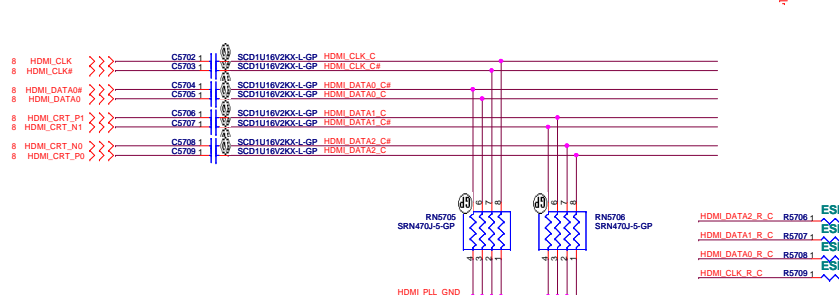 8 HDMI_CLK C5702 1 SCD1U16V2KX-L-GP HDMI_CLK_C
8 HDMI_CLK# C5703 1 SCD1U16V2KX-L-GP HDMI_CLK_C#
8 HDMI_DATA0# C5704 1 SCD1U16V2KX-L-GP HDMI_DATA0_C#
8 HDMI_DATA0 C5705 1 SCD1U16V2KX-L-GP HDMI_DATA0_C
8 HDMI_CRT_P1 C5706 1 SCD1U16V2KX-L-GP HDMI_DATA1_C
8 HDMI_CRT_N1 C5707 1 SCD1U16V2KX-L-GP HDMI_DATA1_C#
8 HDMI_CRT_N0 C5708 1 SCD1U16V2KX-L-GP HDMI_DATA2_C#
8 HDMI_CRT_P0 C5709 1 SCD1U16V2KX-L-GP HDMI_DATA2_C
GP 6 7 8 GP 6 7 8
RN5705
SRN470J-5-GP
RN5706
SRN470J-5-GP
4 3 2 1 4 3 2 1
HDMI_PLL_GND
HDMI_DATA2_R_C R5706 1
HDMI_DATA1_R_C R5707 1
HDMI_DATA0_R_C R5708 1
HDMI_CLK_R_C R5709 1